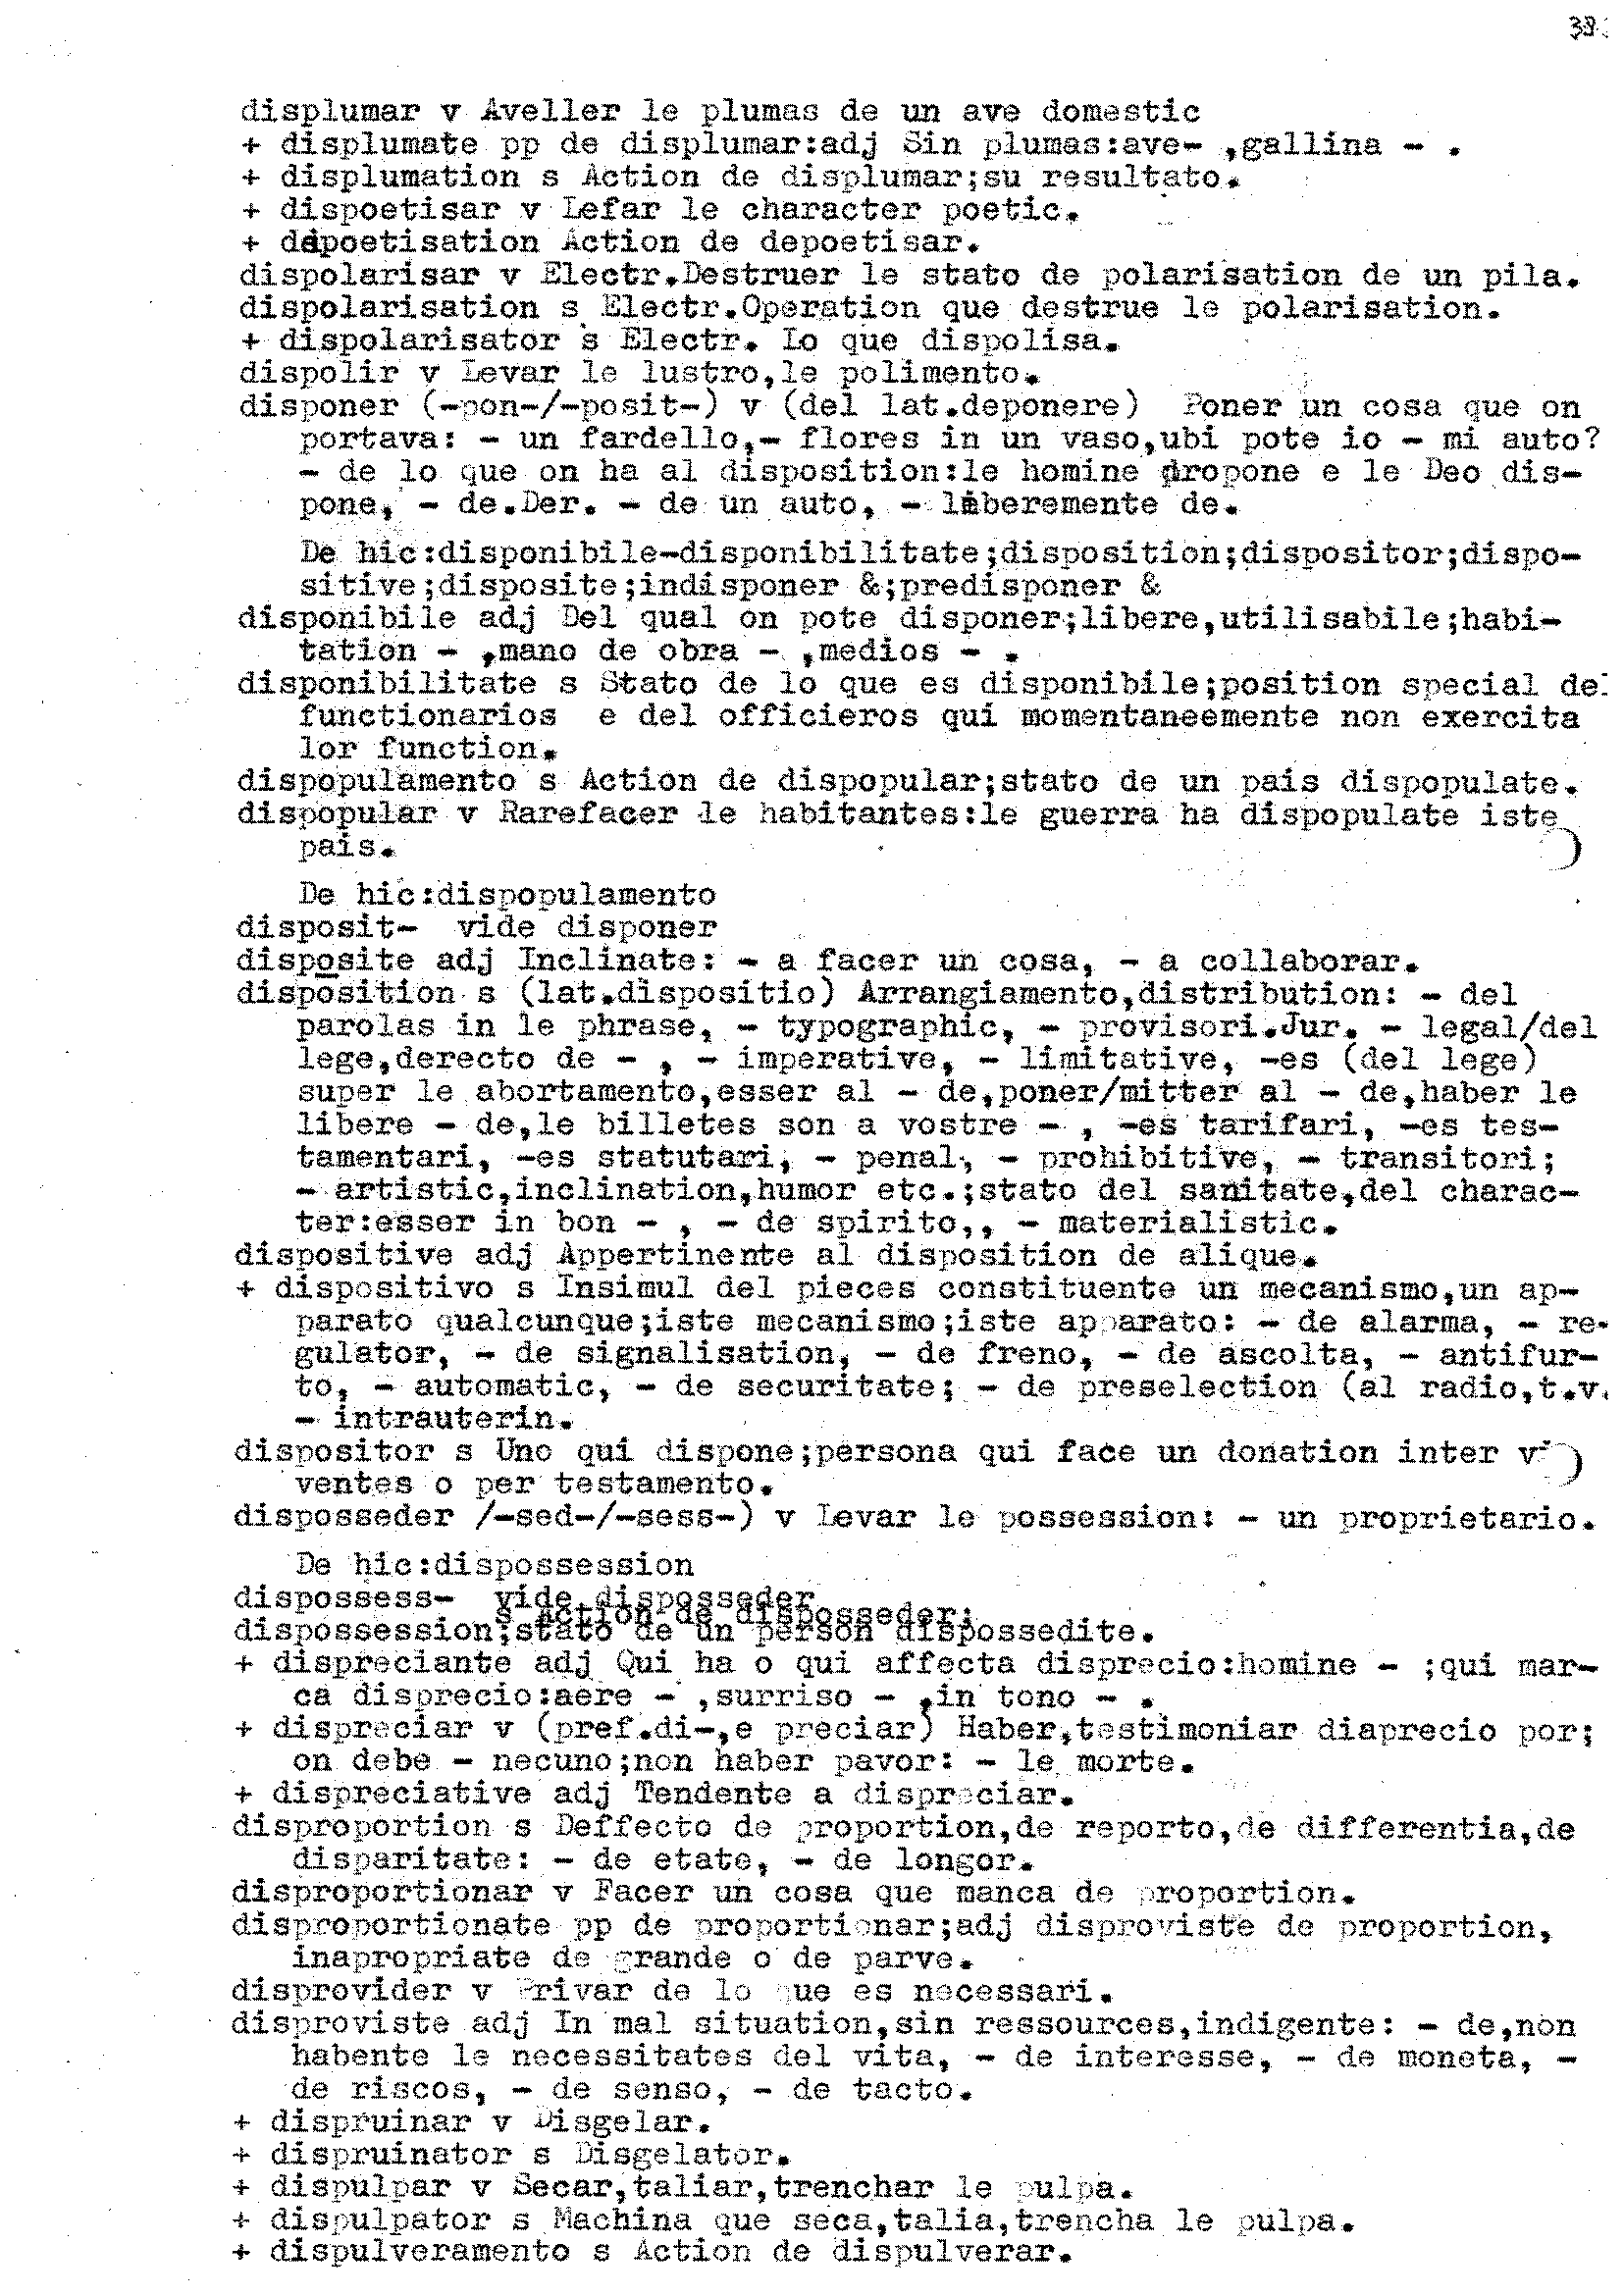 displumar v Aveller le plumas de un ave domestic
+ displumate pp de displumar:adj Sin plumas:ave- ,gallina - .
+ displumation s Action de displumar;su resultato.
+ dispoetisar v Lefar le character poetic.
+ depoetisation Action de depoetisar.
dispolarisar v Electr.Destruer le stato de polarisation de un pila.
dispolarisation s Electr.Operation que destrue le polarisation.
+ dispolarisator s Electr. Lo que dispolisa.
dispolir v Levar le lustro,le polimento.
disponer (-pon-/-posit-) v (del lat.deponere) Poner un cosa que on
portava: - un fardello,- flores in un vaso,ubi pote io - mi auto?
- de lo que on ha al disposition:le homine propone e le Deo dis-
pone, - de.Der. - de un auto, - liberemente de.
De hic:disponibile-disponibilitate;disposition;dispositor;dispo-
sitive;disposite;indisponer &;predisponer &
disponibile adj Del qual on pote disponer;libere,utilisabile;habi-
tation - ,mano de obra - ,medios - .
disponibilitate s Stato de lo que es disponibile;position special del
functionarios e del officieros qui momentaneemente non exercita
lor function.
dispopulamento s Action de dispopular;stato de un pais dispopulate.
dispopular v Rarefacer le habitantes:le guerra ha dispopulate iste
pais.
De hic:dispopulamento
disposit- vide disponer
disposite adj Inclinate: - a facer un cosa, - a collaborar.
disposition s (lat.dispositio) Arrangiamento,distribution: - del
parolas in le phrase, - typographic, - provisori.Jur. - legal/del
lege,derecto de - , - imperative, - limitative, -es (del lege)
super le abortamento,esser al - de,poner/mitter al - de,haber le
libere - de,le billetes son a vostre - , -es tarifari, -es tes-
tamentari, -es statutari, - penal, - prohibitive, - transitori;
- artistic,inclination,humor etc.;stato del sanitate,del charac-
ter:esser in bon - , - de spirito,, - materialistic.
dispositive adj Appertinente al disposition de alique.
+ dispositivo s Insimul del pieces constituente un mecanismo,un ap-
parato qualcunque;iste mecanismo;iste apparato: - de alarma, - re-
gulator, - de signalisation, - de freno, - de ascolta, - antifur-
to, - automatic, - de securitate; - de preselection (al radio,t.v.
- intrauterin.
dispositor s Uno qui dispone;persona qui face un donation inter vi
ventes o per testamento.
disposseder /-sed-/-sess-) v Levar le possession: - un proprietario.
De hic:dispossession
dispossess- vide disposseder
s Action de disposseder;
dispossession;stato de un person dispossedite.
+ dispreciante adj Qui ha o qui affecta disprecio:homine - ;qui mar-
ca disprecio:aere - ,surriso - ,in tono - .
+ dispreciar v (pref.di-,e preciar) Haber,testimoniar diaprecio por;
on debe - necuno;non haber pavor: - le morte.
+ dispreciative adj Tendente a dispreciar.
disproportion s Deffecto de proportion,de reporto,de differentia,de
disparitate: - de etate, - de longor.
disproportionar v Facer un cosa que manca de proportion.
disproportionate pp de proportionar;adj disproviste de proportion,
inapropriate de grande o de parve.
disprovider v Privar de lo que es necessari.
disproviste adj In mal situation,sin ressources,indigente: - de,non
habente le necessitates del vita, - de interesse, - de moneta, -
de riscos, - de senso, - de tacto.
+ dispruinar v Disgelar.
+ dispruinator s Disgelator.
+ dispulpar v Secar,taliar,trenchar le pulpa.
+ dispulpator s Machina que seca,talia,trencha le pulpa.
+ dispulveramento s Action de dispulverar.